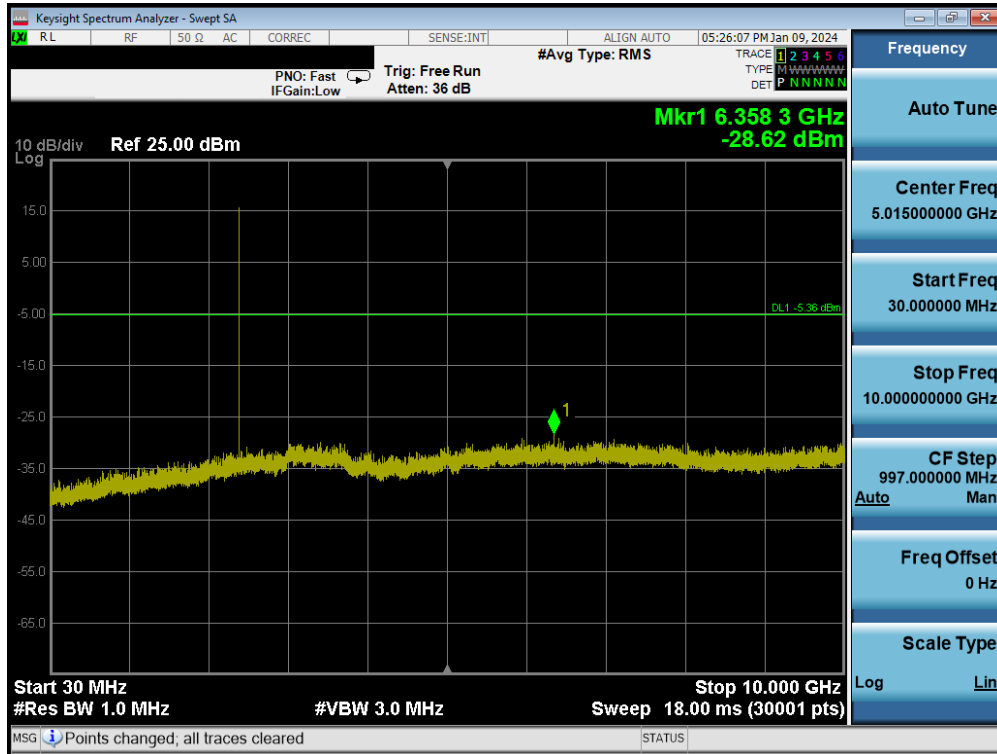 Keysight Spectrum Analyzer - Swept SA
LXI RL RF 50 Ω AC CORREC SENSE:INT ALIGN AUTO 05:26:07 PM Jan 09, 2024
#Avg Type: RMS TRACE 1 2 3 4 5 6
PNO: Fast Trig: Free Run TYPE M WWWWW
IFGain:Low Atten: 36 dB DET P N N N N N
Mkr1 6.358 3 GHz
-28.62 dBm
10 dB/div Ref 25.00 dBm
Log
15.0
5.00
DL1 -5.36 dBm
-5.00
-15.0
1
-25.0
-35.0
-45.0
-55.0
-65.0
Start 30 MHz Stop 10.000 GHz
#Res BW 1.0 MHz #VBW 3.0 MHz Sweep 18.00 ms (30001 pts)
MSG Points changed; all traces cleared STATUS
Frequency
Auto Tune
Center Freq
5.015000000 GHz
Start Freq
30.000000 MHz
Stop Freq
10.000000000 GHz
CF Step
997.000000 MHz
Auto Man
Freq Offset
0 Hz
Scale Type
Log Lin